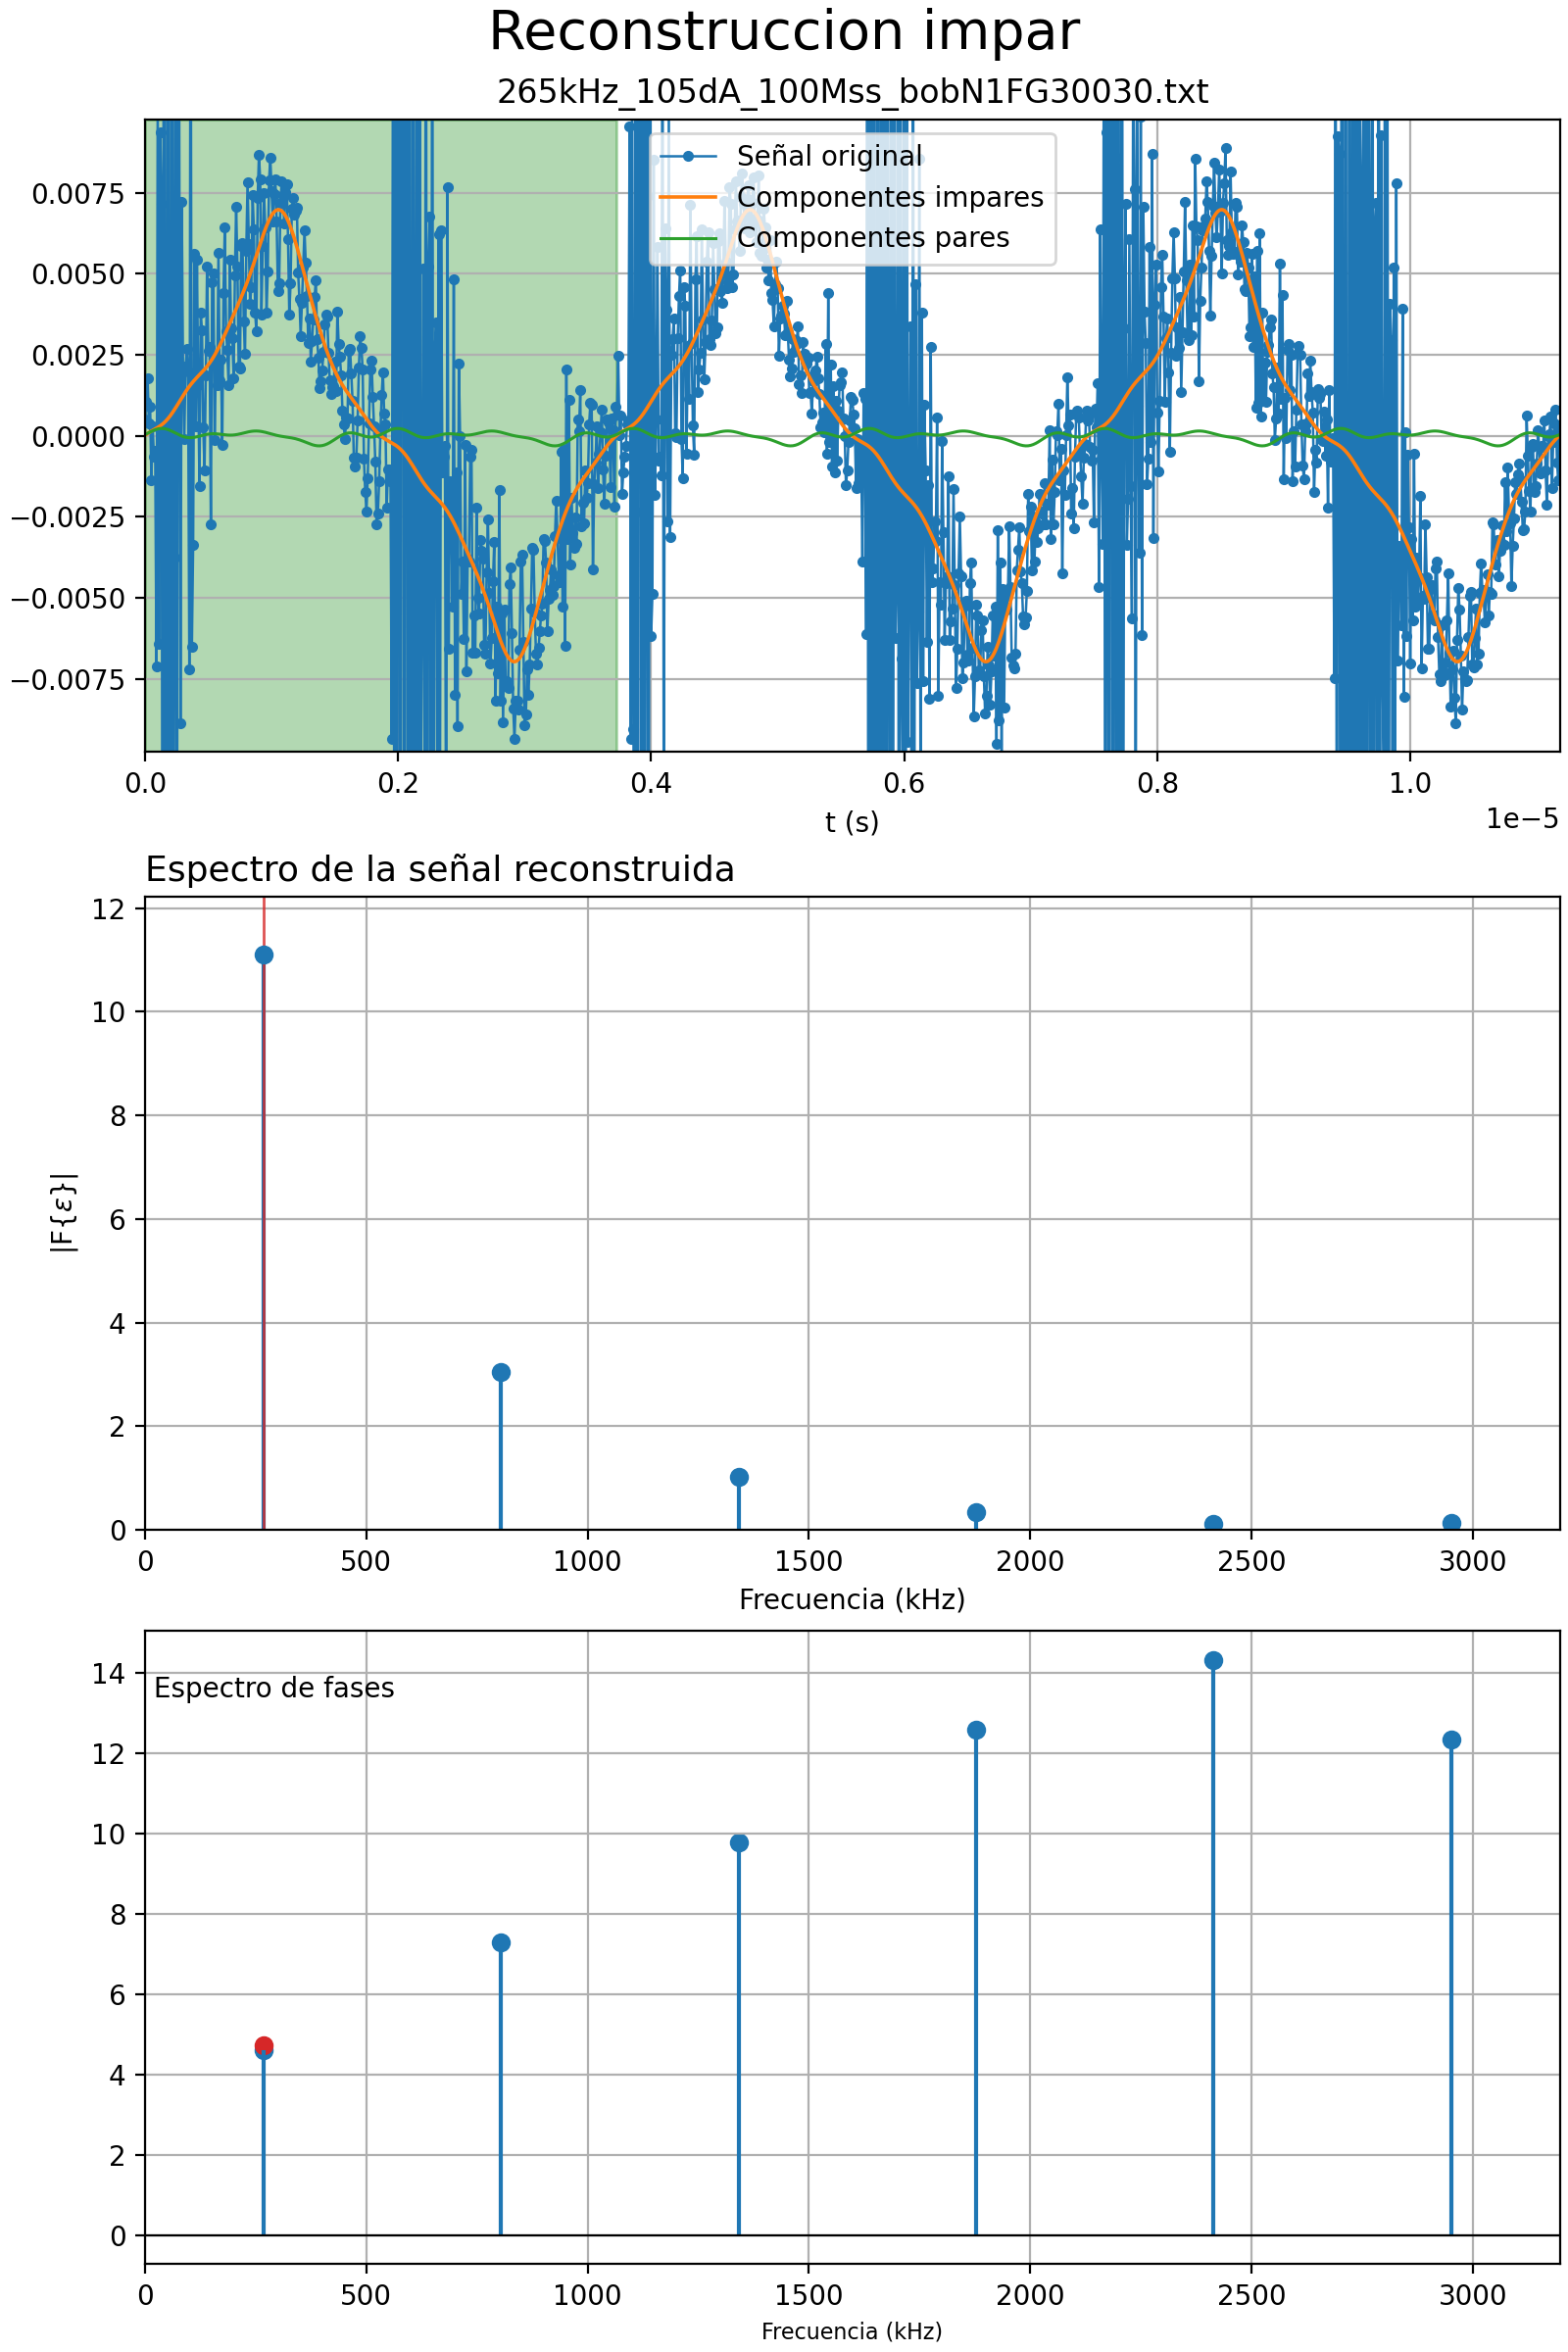 Reconstruccion impar
265kHz_105dA_100Mss_bobN1FG30030.txt
Señal original
Componentes impares
Componentes pares
0.0075
0.0050
0.0025
0.0000
−0.0025
−0.0050
−0.0075
0.0 0.2 0.4 0.6 0.8 1.0
t (s)
1e−5
Espectro de la señal reconstruida
12
10
8
6
4
2
0
|F{ε}|
0 500 1000 1500 2000 2500 3000
Frecuencia (kHz)
Espectro de fases
14
12
10
8
6
4
2
0
0 500 1000 1500 2000 2500 3000
Frecuencia (kHz)